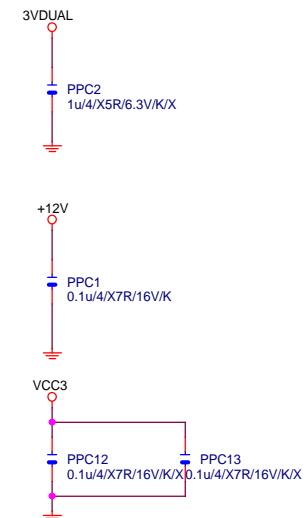 3VDUAL
PPC2
1u/4/X5R/6.3V/K/X
+12V
PPC1
0.1u/4/X7R/16V/K
VCC3
PPC12 PPC13
0.1u/4/X7R/16V/K/X 0.1u/4/X7R/16V/K/X